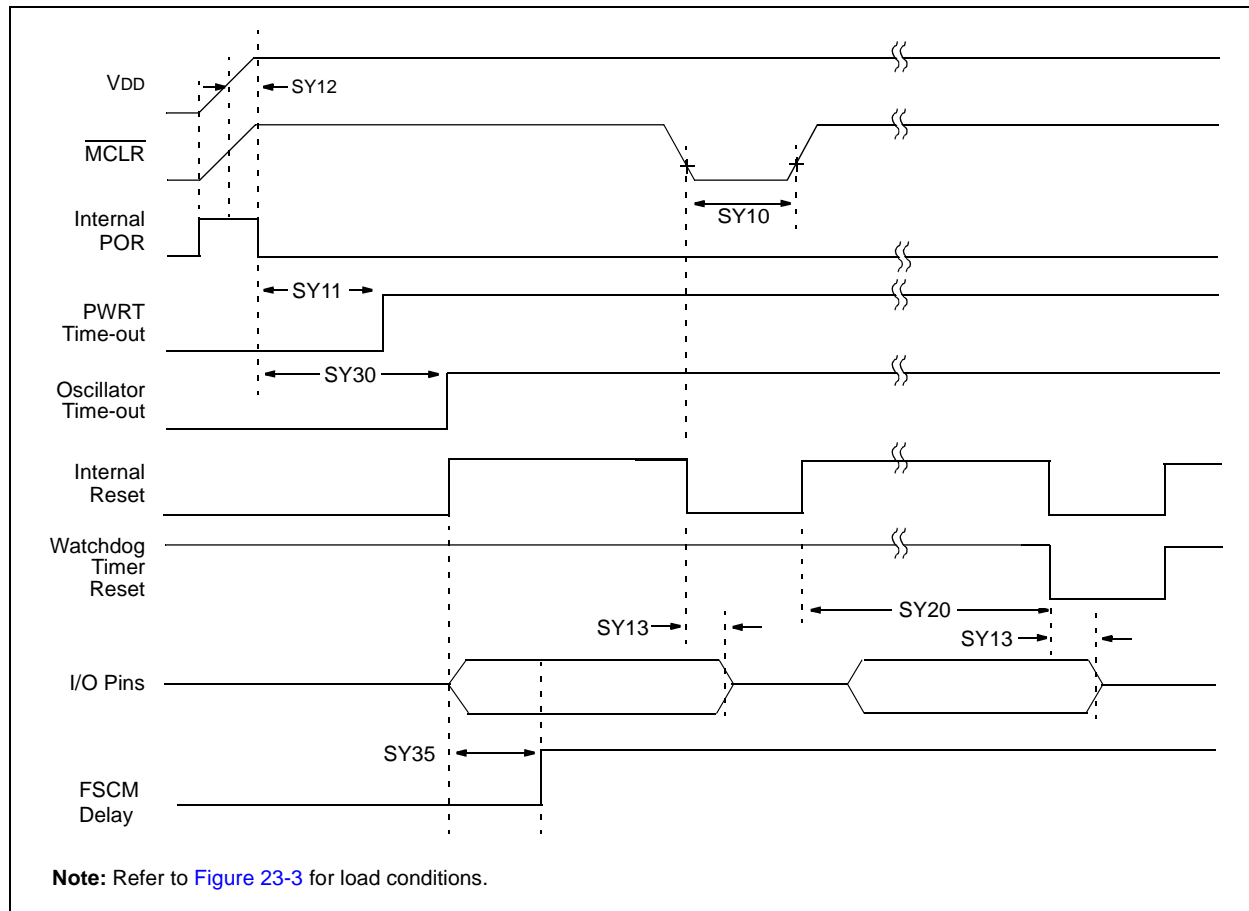 VDD
SY12
MCLR
SY10
Internal
POR
SY11
PWRT
Time-out
SY30
Oscillator
Time-out
Internal
Reset
Watchdog
Timer
Reset
SY20
SY13
SY13
I/O Pins
SY35
FSCM
Delay
Note: Refer to Figure 23-3 for load conditions.